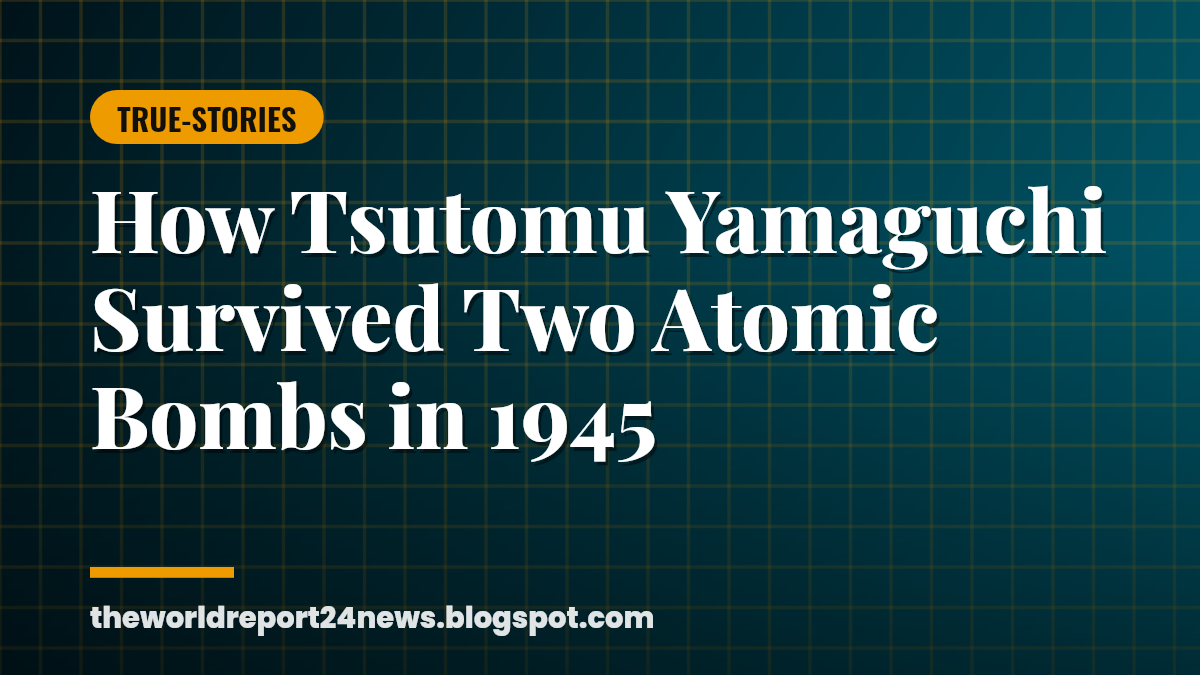 TRUE-STORIES
How Tsutomu Yamaguchi
Survived Two Atomic
Bombs in 1945
theworldreport24news.blogspot.com